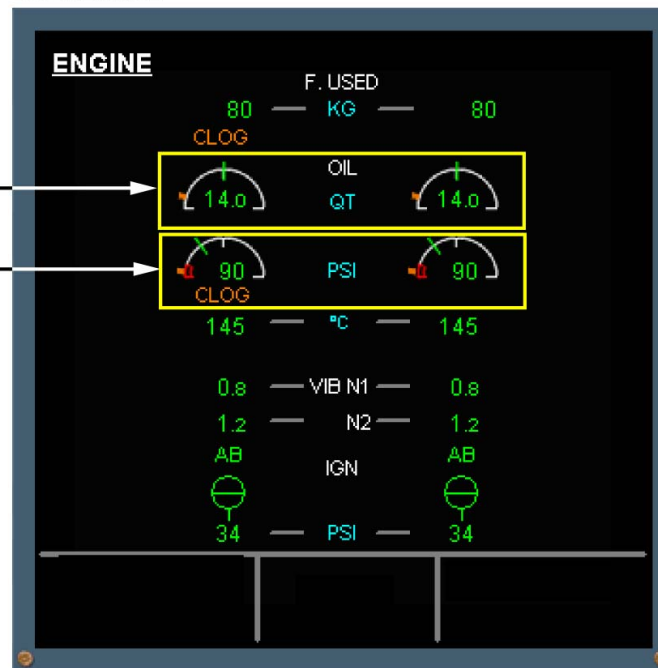 ENGINE
F. USED
80 KG 80
CLOG
OIL
14.0 QT 14.0
90 PSI 90
CLOG
145 °C 145
0.8 VIB N1 0.8
1.2 N2 1.2
AB IGN AB
34 PSI 34